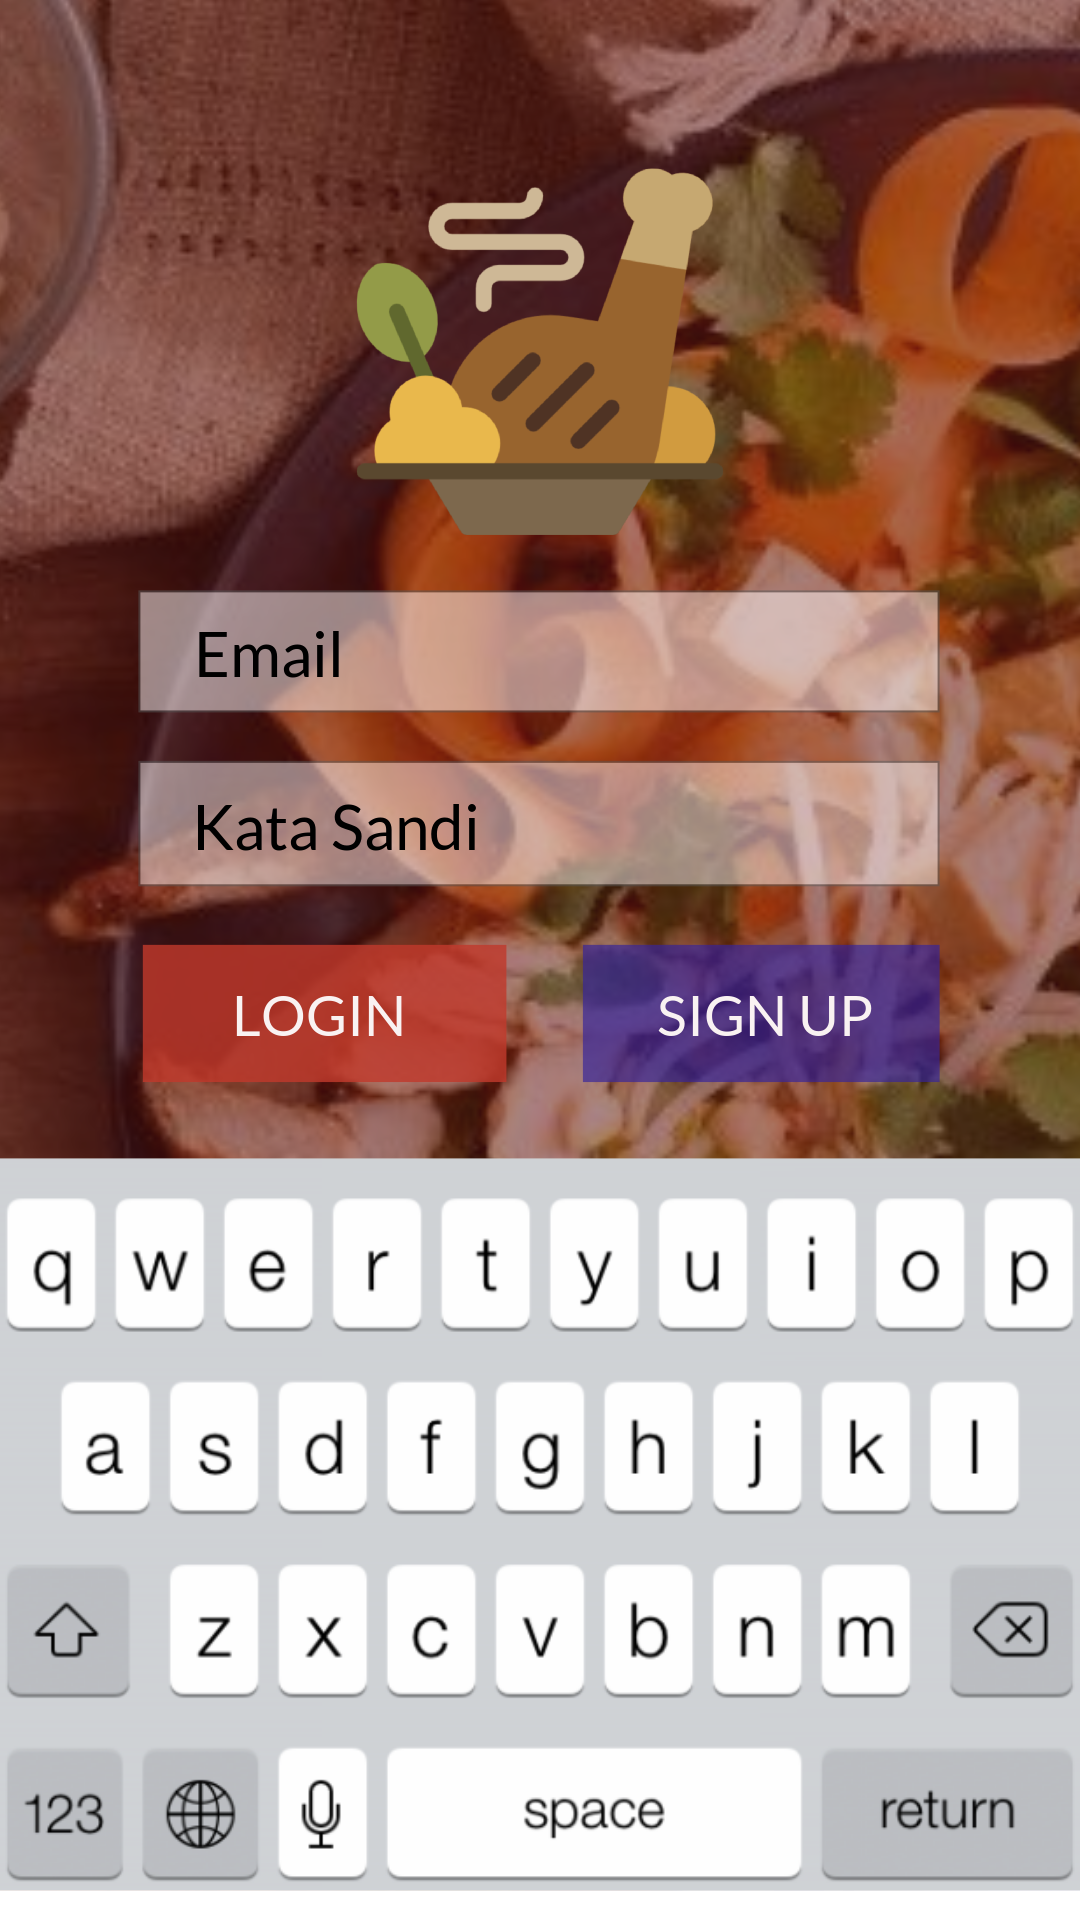 Email
Kata Sandi
LOGIN SIGN UP
q w e r t y u i o p
a s d f g h j k l
z x c v b n m
123 space return